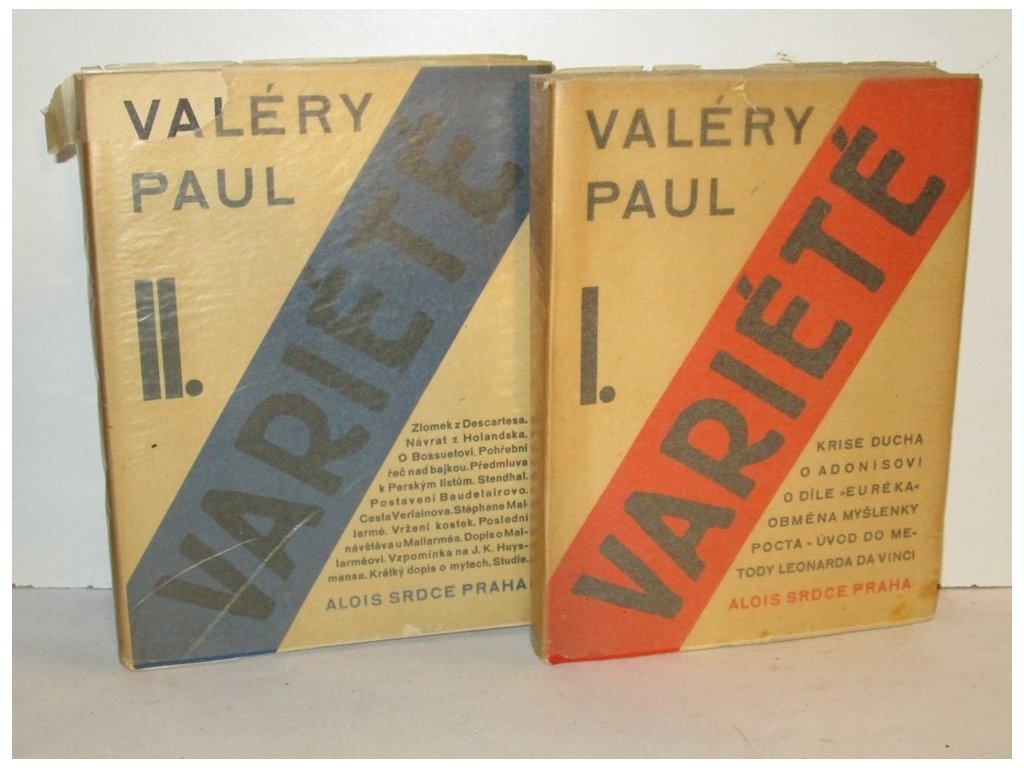 VALÉRY
PAUL
II.
VARIÉTÉ
Zlomek z Descartesa.
Návrat z Holandska.
O Bossuetovi. Pohřební
řeč nad bajkou. Předmluva
k Perským listům. Stendhal.
Postavení Baudelairovo.
Cesta Verlainova. Stéphane Mal-
larmé. Vržení kostek. Poslední
návštěva u Mallarméa. Dopis o Mal-
larméovi. Vzpomínka na J. K. Huys-
mansa. Krátký dopis o mytech. Studie.
ALOIS SRDCE PRAHA
VALÉRY
PAUL
I.
VARIÉTÉ
KRISE DUCHA
O ADONISOVI
O DÍLE »EURÉKA«
OBMĚNA MYŠLENKY
POCTA - ÚVOD DO ME-
TODY LEONARDA DA VINCI
ALOIS SRDCE PRAHA